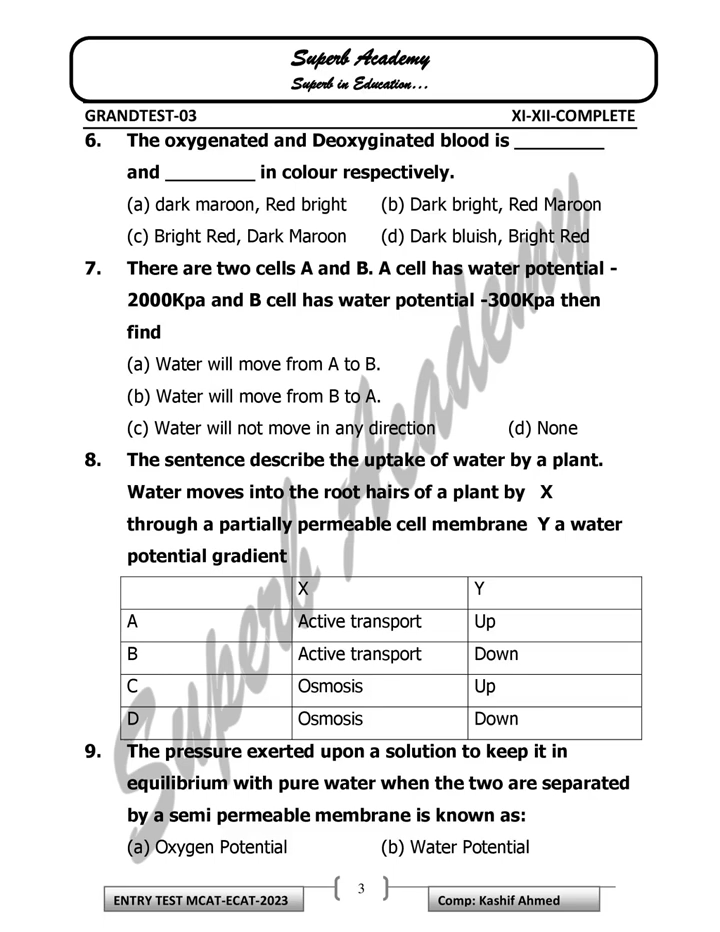 Superb Academy
Superb in Education...
GRANDTEST-03 XI-XII-COMPLETE
6. The oxygenated and Deoxyginated blood is _________
and _________ in colour respectively.
(a) dark maroon, Red bright (b) Dark bright, Red Maroon
(c) Bright Red, Dark Maroon (d) Dark bluish, Bright Red
7. There are two cells A and B. A cell has water potential -
2000Kpa and B cell has water potential -300Kpa then
find
(a) Water will move from A to B.
(b) Water will move from B to A.
(c) Water will not move in any direction (d) None
8. The sentence describe the uptake of water by a plant.
Water moves into the root hairs of a plant by X
through a partially permeable cell membrane Y a water
potential gradient
X Y
A Active transport Up
B Active transport Down
C Osmosis Up
D Osmosis Down
9. The pressure exerted upon a solution to keep it in
equilibrium with pure water when the two are separated
by a semi permeable membrane is known as:
(a) Oxygen Potential (b) Water Potential
ENTRY TEST MCAT-ECAT-2023 3 Comp: Kashif Ahmed
Superb Academy